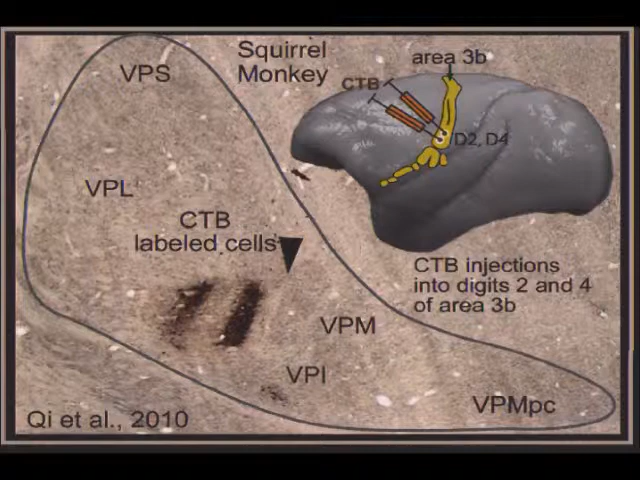 Squirrel
Monkey
area 3b
VPS
CTB
D2, D4
VPL
CTB
labeled cells
CTB injections
into digits 2 and 4
of area 3b
VPM
VPI
VPMpc
Qi et al., 2010